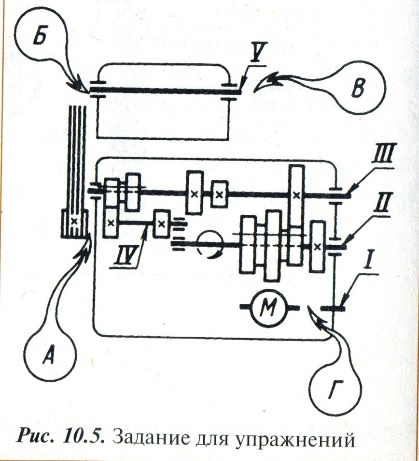 Б
V
В
III
II
IV
I
М
А
Г
Рис. 10.5. Задание для упражнений